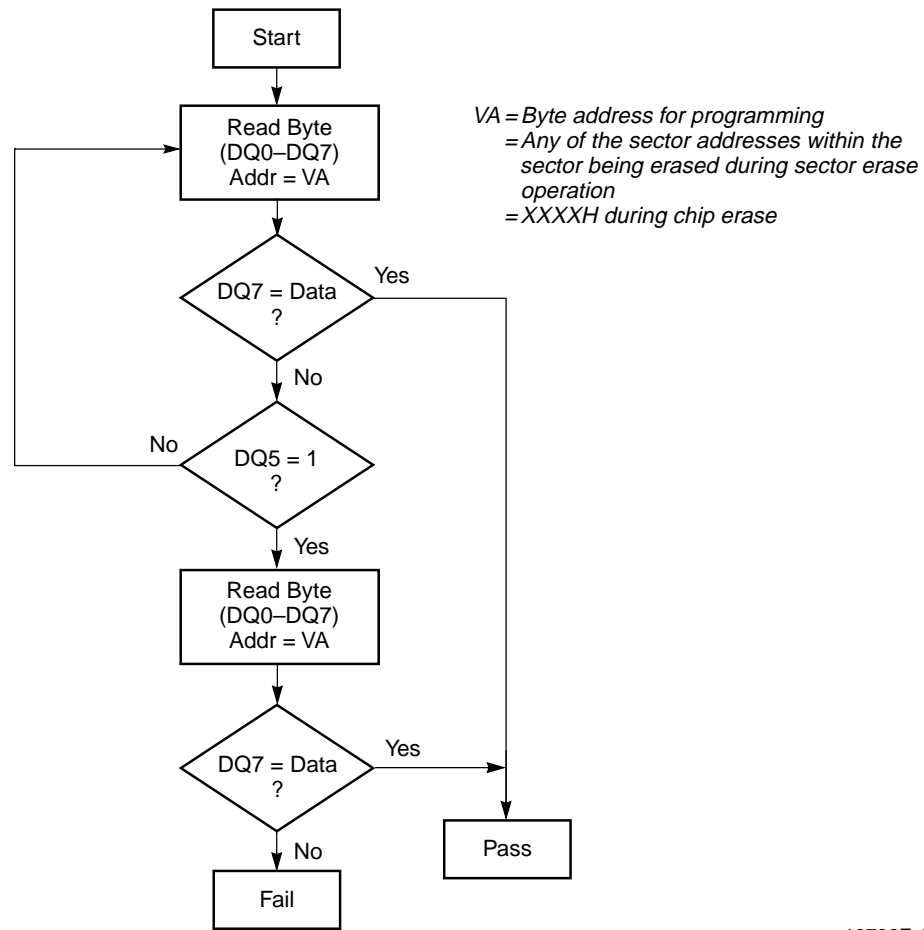 Start
Read Byte
(DQ0–DQ7)
Addr = VA
VA = Byte address for programming
= Any of the sector addresses within the
sector being erased during sector erase
operation
= XXXXH during chip erase
DQ7 = Data
?
Yes
No
DQ5 = 1
?
No
Yes
Read Byte
(DQ0–DQ7)
Addr = VA
DQ7 = Data
?
Yes
No
Pass
Fail